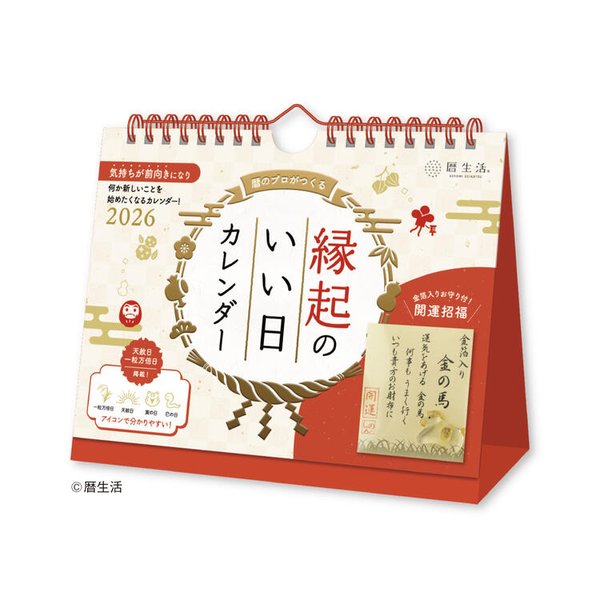 気持ちが前向きになり
何か新しいことを
始めたくなるカレンダー!
2026
暦生活
KOYOMI SEIKATSU
暦のプロがつくる
縁起の
いい日
カレンダー
天赦日
一粒万倍日
掲載!
一粒万倍日
天赦日
寅の日
巳の日
アイコンで分かりやすい!
金箔入りお守り付!
開運招福
金箔入り
金の馬
運気をあげる 金の馬
何事もうまく行く
いつも貴方のお財布に
開運
©暦生活